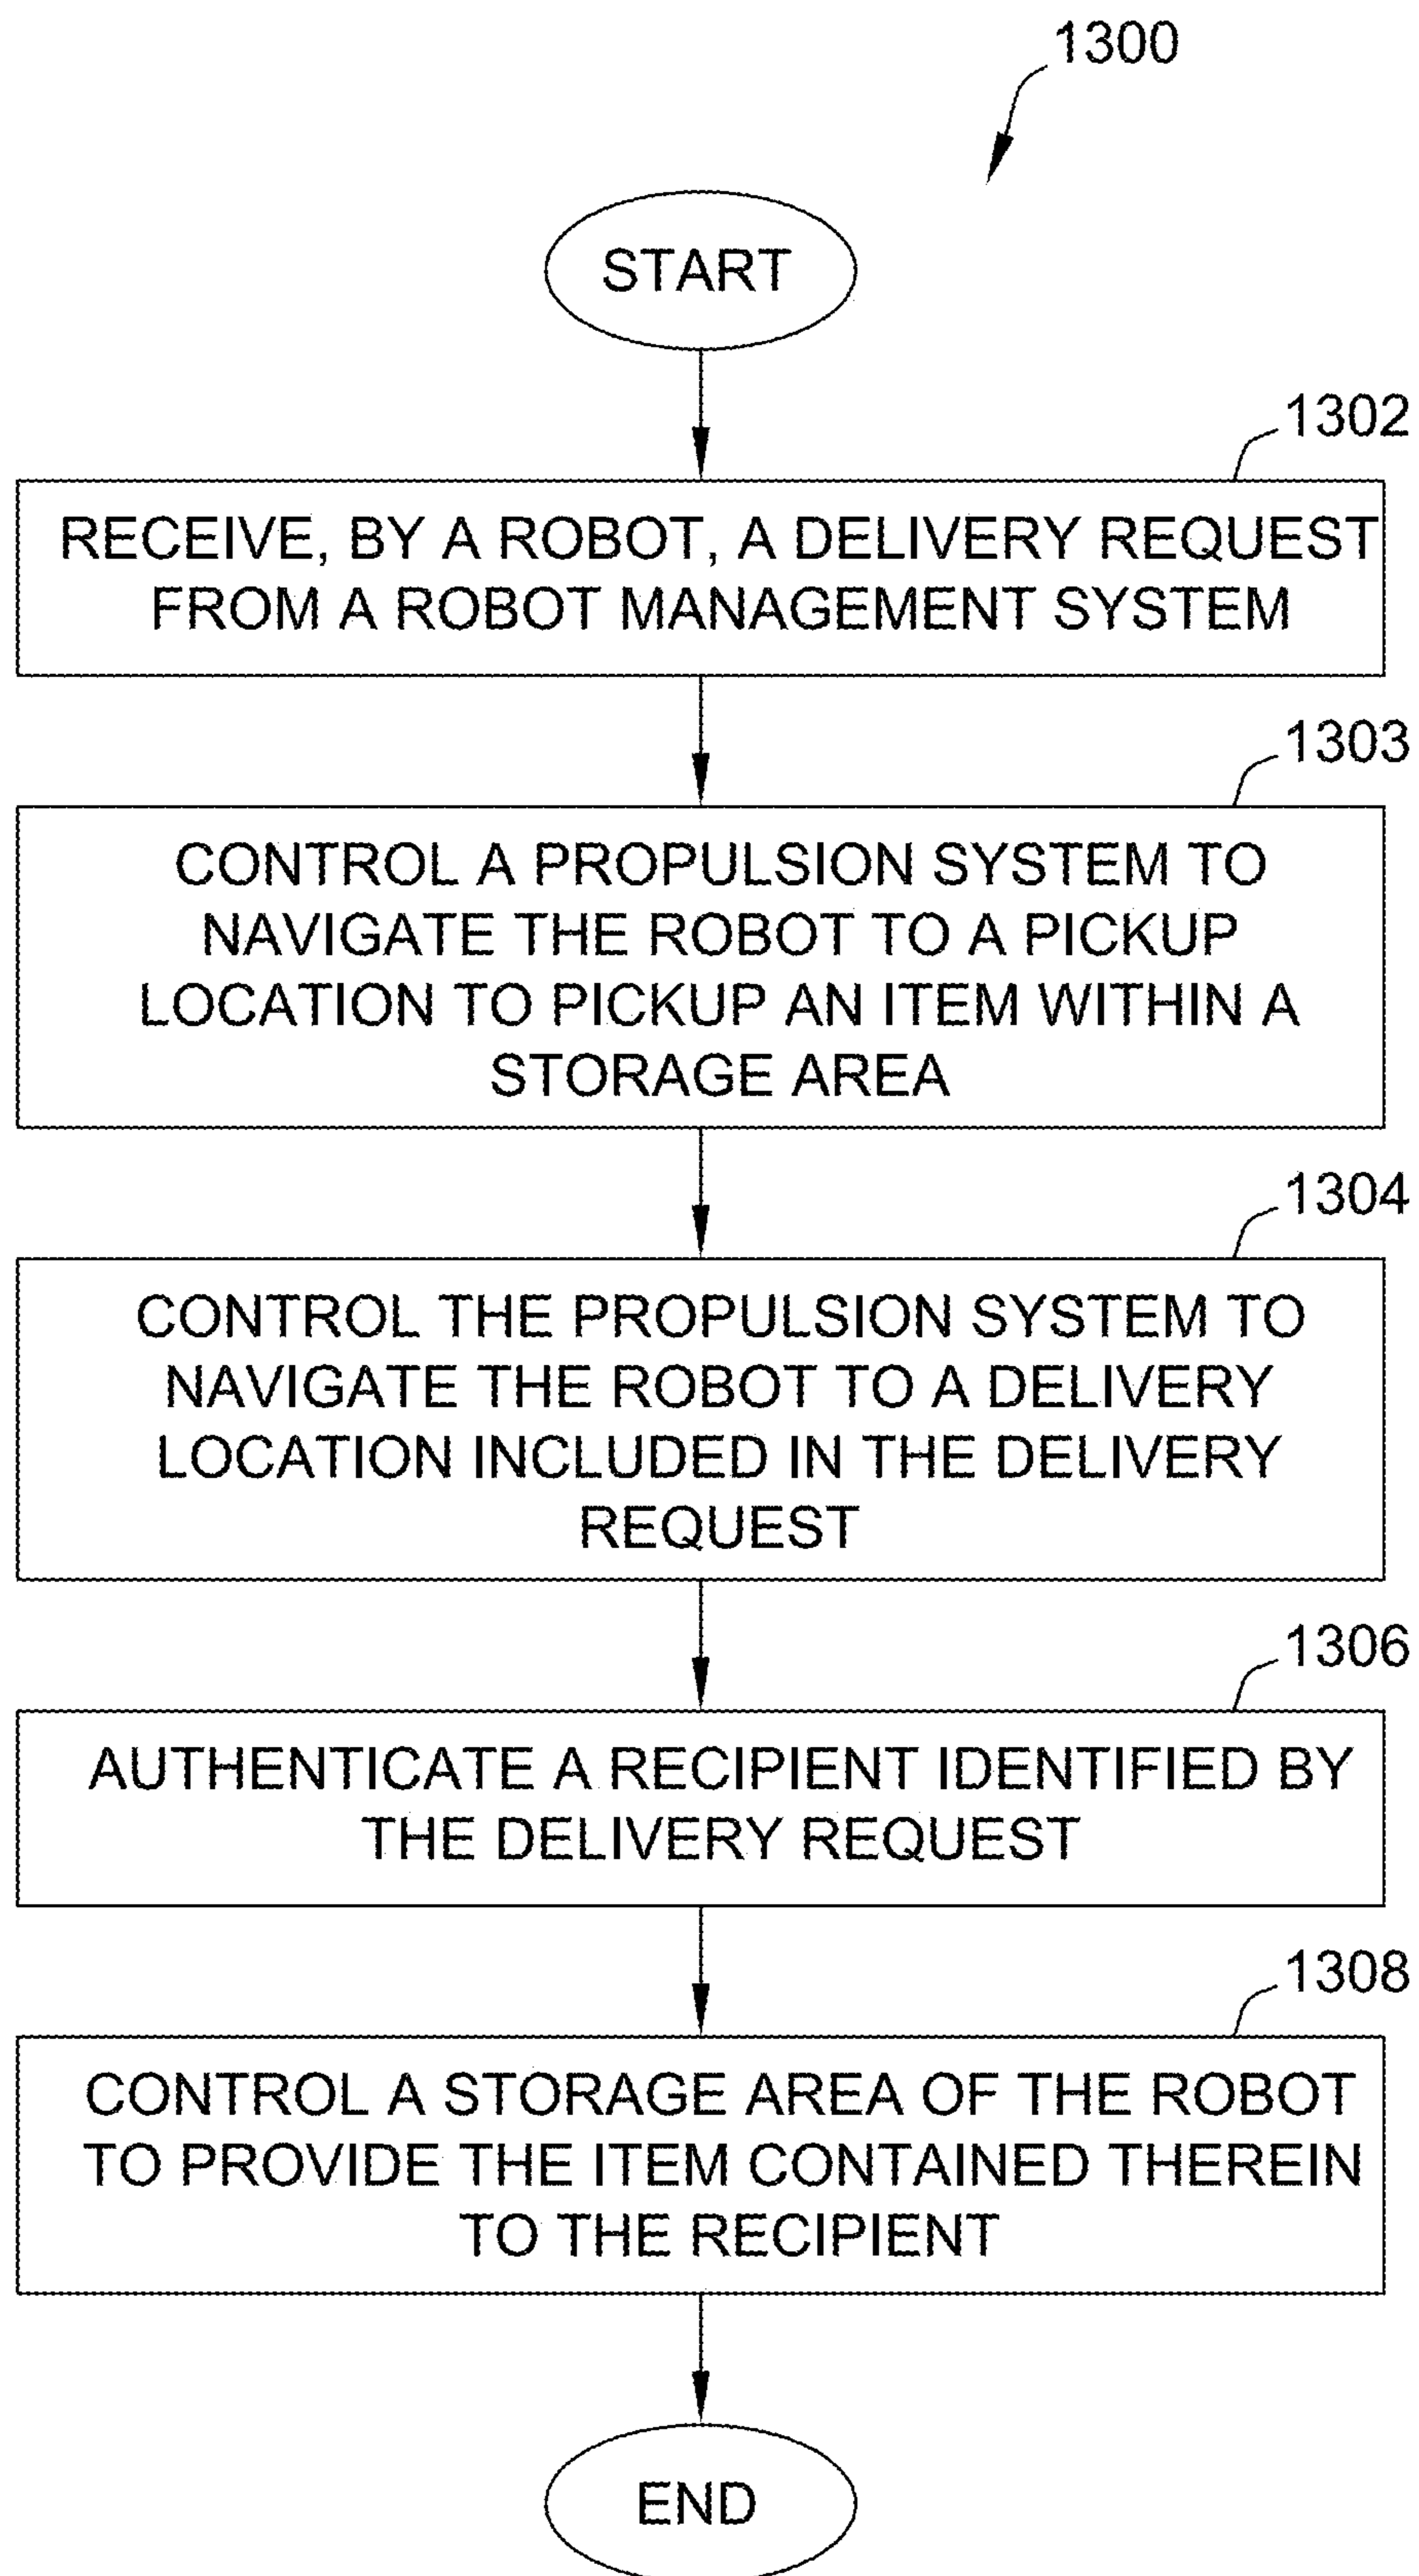 1300
START
1302
RECEIVE, BY A ROBOT, A DELIVERY REQUEST
FROM A ROBOT MANAGEMENT SYSTEM
1303
CONTROL A PROPULSION SYSTEM TO
NAVIGATE THE ROBOT TO A PICKUP
LOCATION TO PICKUP AN ITEM WITHIN A
STORAGE AREA
1304
CONTROL THE PROPULSION SYSTEM TO
NAVIGATE THE ROBOT TO A DELIVERY
LOCATION INCLUDED IN THE DELIVERY
REQUEST
1306
AUTHENTICATE A RECIPIENT IDENTIFIED BY
THE DELIVERY REQUEST
1308
CONTROL A STORAGE AREA OF THE ROBOT
TO PROVIDE THE ITEM CONTAINED THEREIN
TO THE RECIPIENT
END